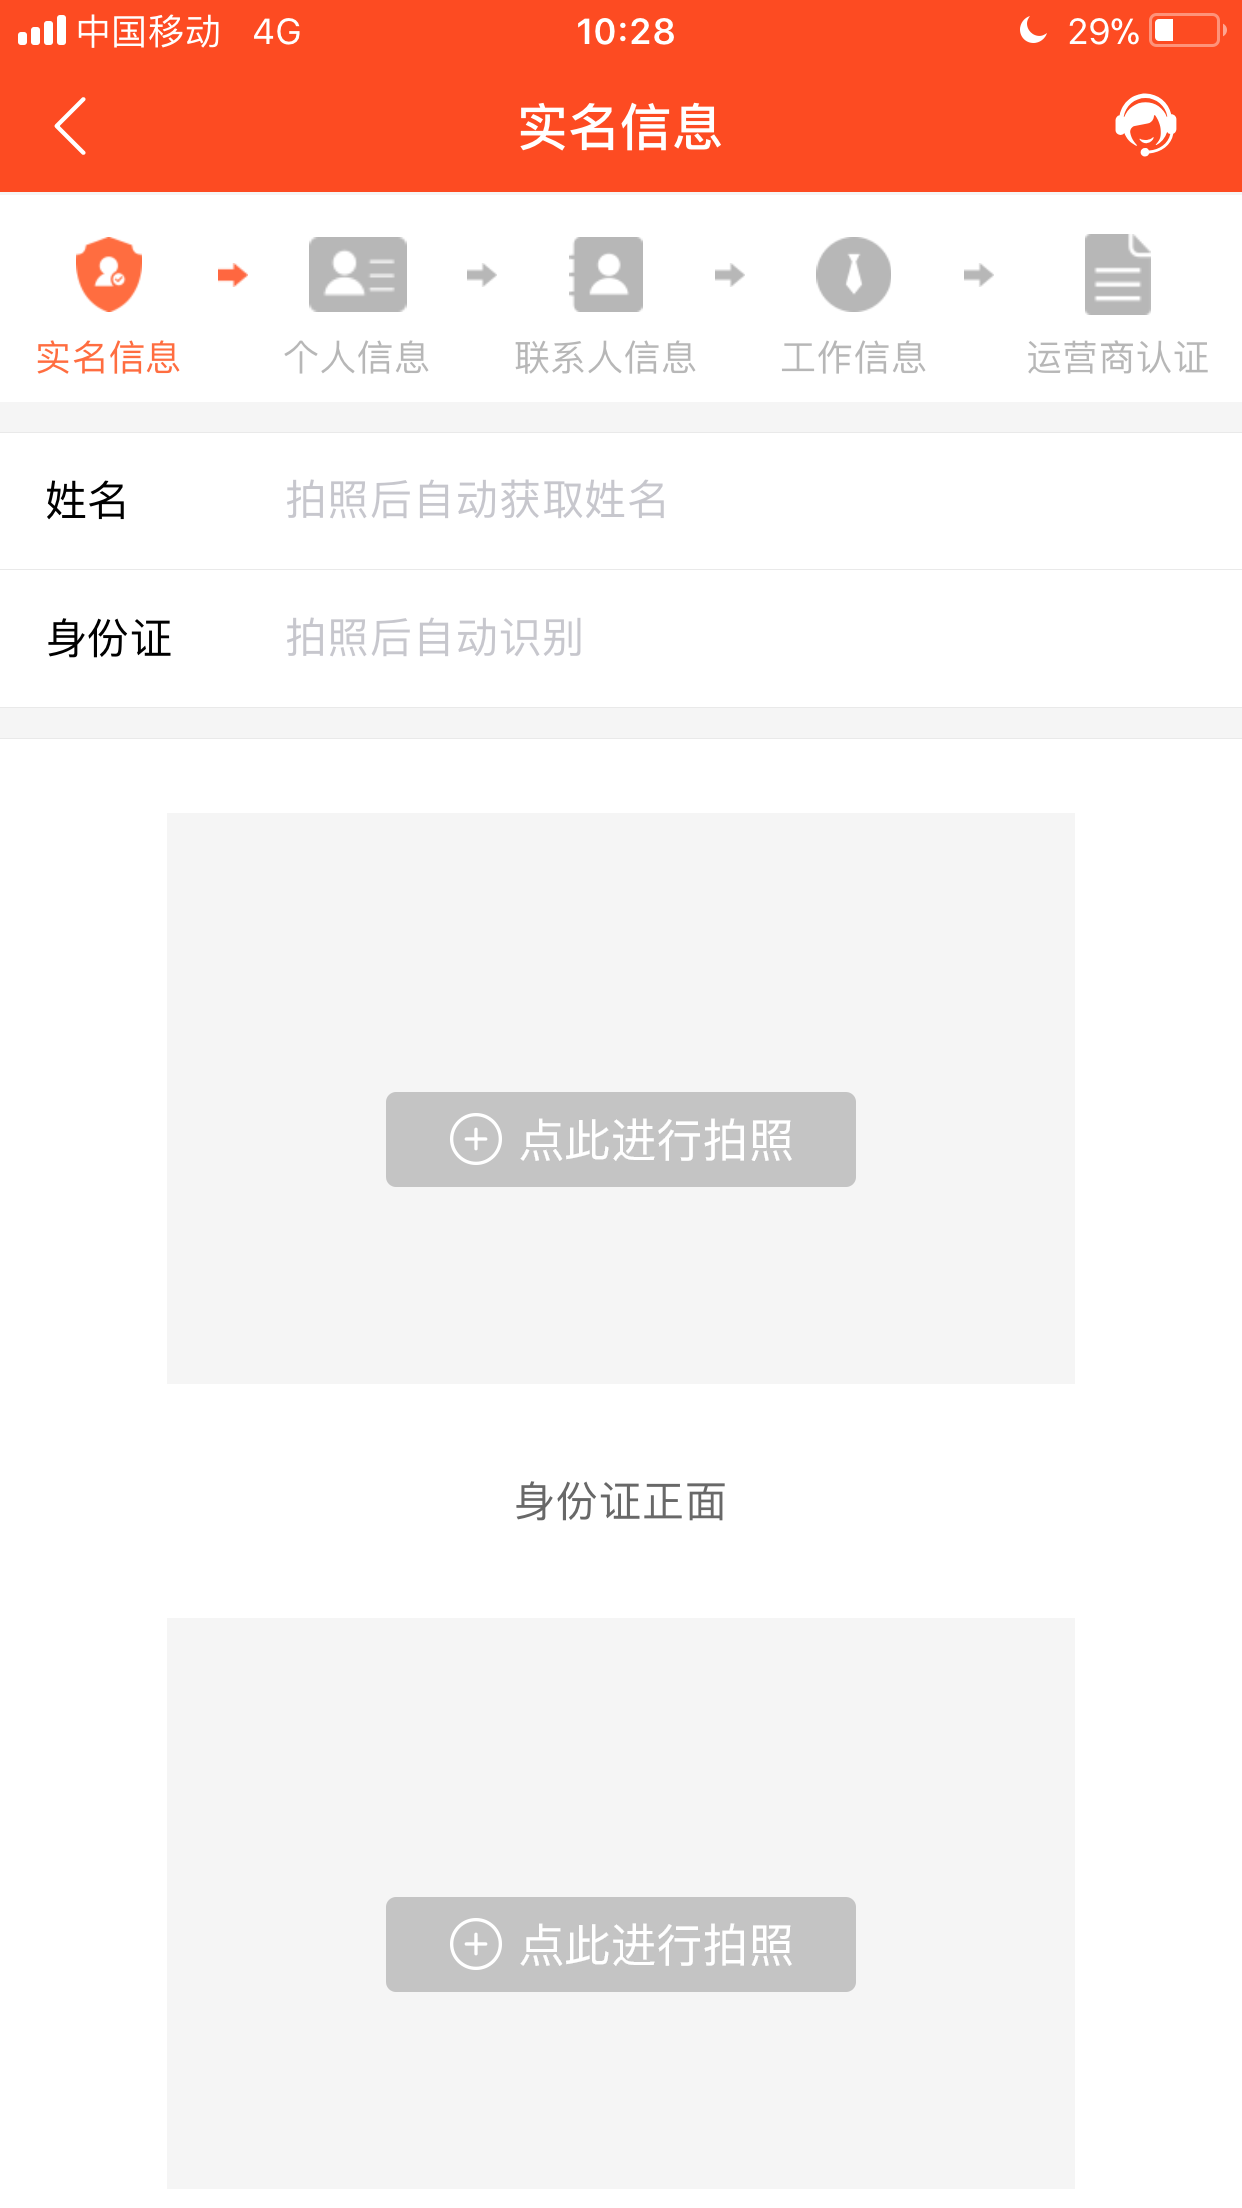 中国移动 4G 10:28 29%
实名信息
实名信息 个人信息 联系人信息 工作信息 运营商认证
姓名 拍照后自动获取姓名
身份证 拍照后自动识别
点此进行拍照
身份证正面
点此进行拍照